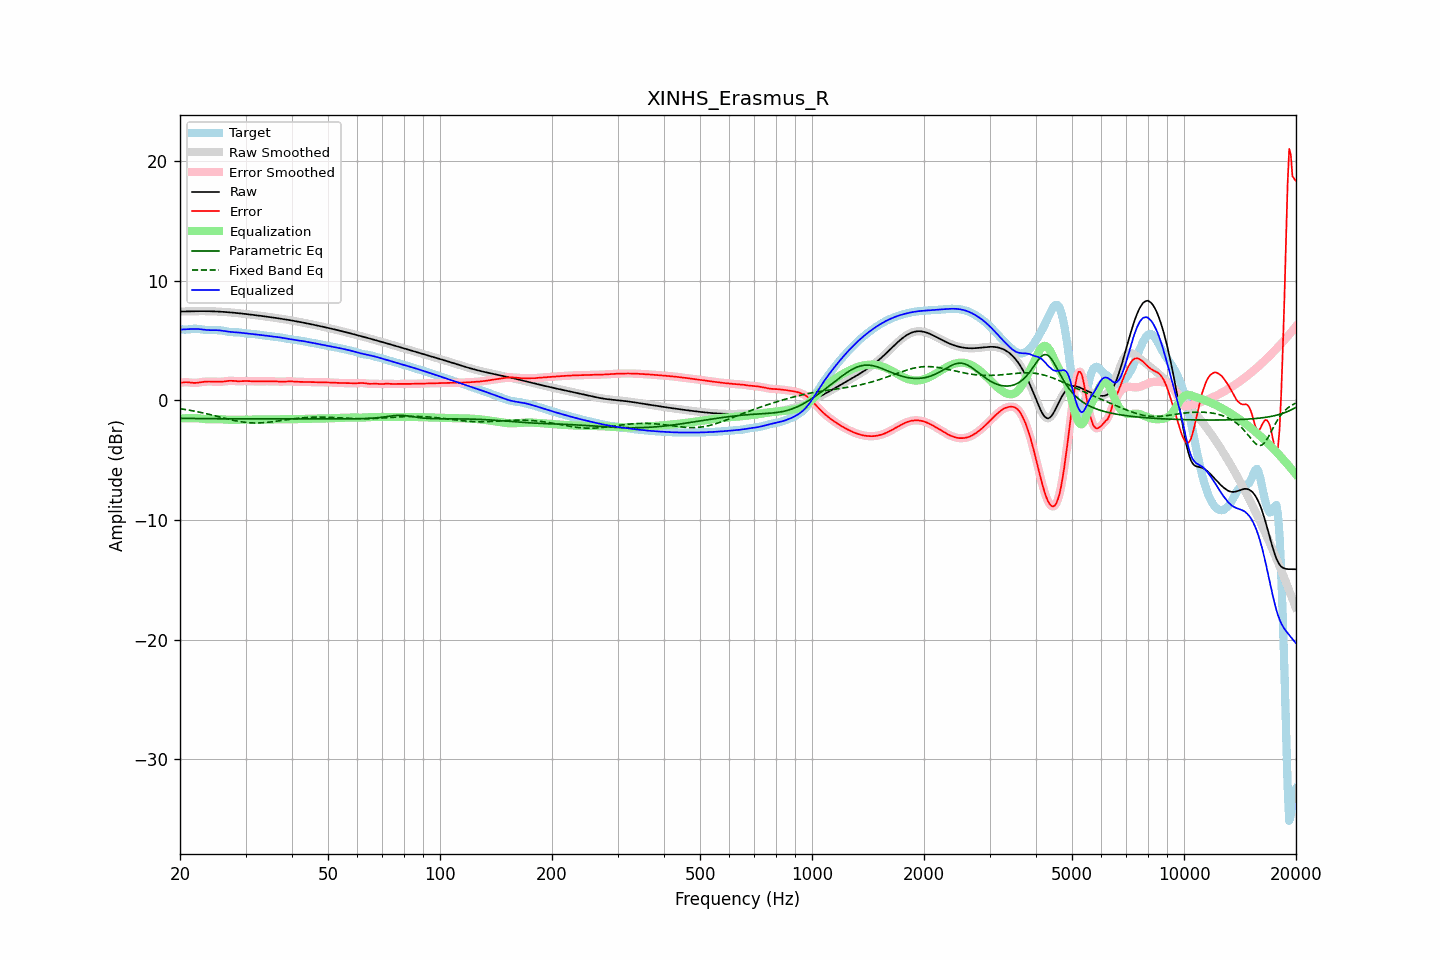 XINHS_Erasmus_R
Target
Raw Smoothed
Error Smoothed
Raw
Error
Equalization
Parametric Eq
Fixed Band Eq
Equalized
20
10
0
−10
−20
−30
Amplitude (dBr)
20
50
100
200
500
1000
2000
5000
10000
20000
Frequency (Hz)